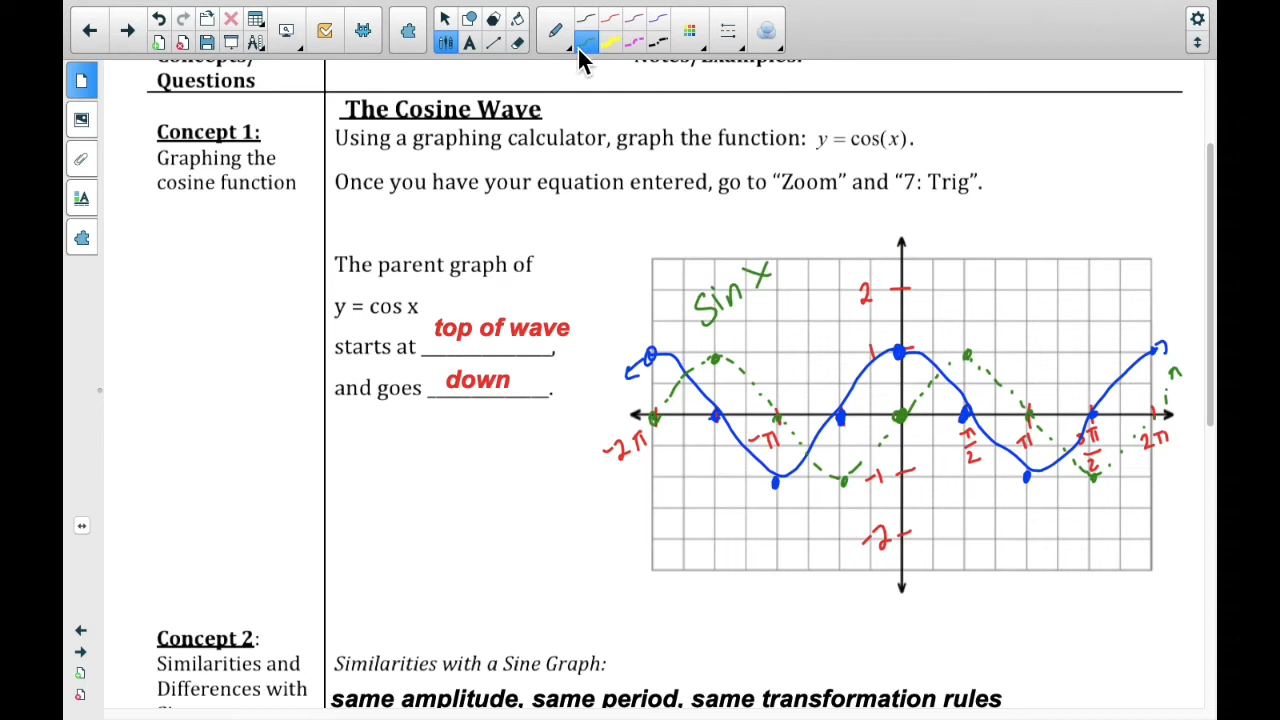 Concepts/ Notes/Examples:
Questions
The Cosine Wave
Concept 1:
Graphing the
cosine function
Using a graphing calculator, graph the function: y = cos(x).
Once you have your equation entered, go to “Zoom” and “7: Trig”.
The parent graph of
y = cos x
starts at top of wave,
and goes down.
sin x
2
1
-2π
-π
π/2
π
3π/2
2π
-1
-2
Concept 2:
Similarities and
Differences with
Similarities with a Sine Graph:
same amplitude, same period, same transformation rules